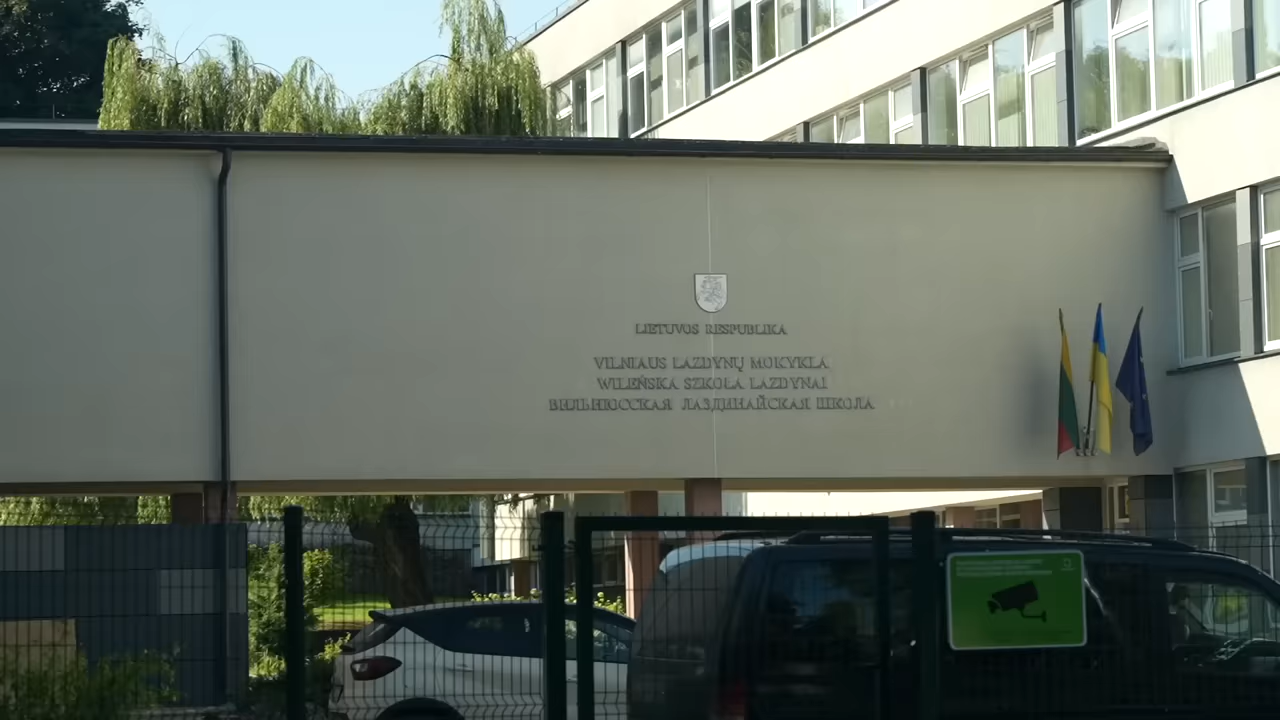 LIETUVOS RESPUBLIKA
VILNIAUS LAZDYNŲ MOKYKLA
WILEŃSKA SZKOŁA LAZDYNAI
ВИЛЬНЮССКАЯ ЛАЗДИНАЙСКАЯ ШКОЛА